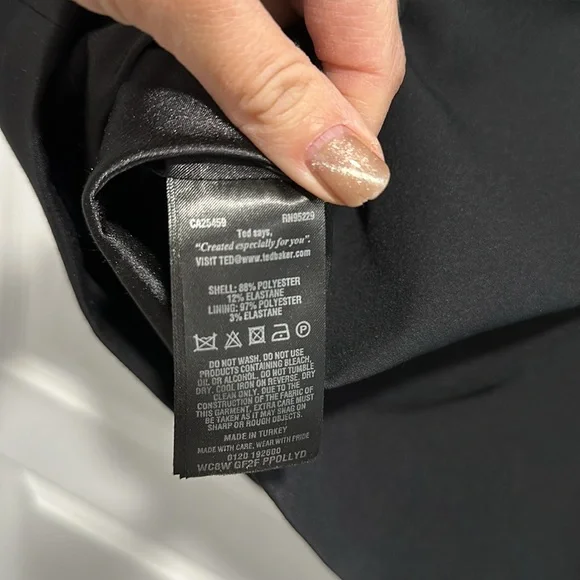 CA25459 RN95229
Ted says,
"Created especially for you".
VISIT TED@www.tedbaker.com
SHELL: 88% POLYESTER
12% ELASTANE
LINING: 97% POLYESTER
3% ELASTANE
P
DO NOT WASH. DO NOT USE
PRODUCTS CONTAINING BLEACH,
OIL OR ALCOHOL. DO NOT TUMBLE
DRY. COOL IRON ON REVERSE. DRY
CLEAN ONLY. DUE TO THE
CONSTRUCTION OF THE FABRIC OF
THIS GARMENT, EXTRA CARE MUST
BE TAKEN AS IT MAY SNAG ON
SHARP OR ROUGH OBJECTS.
MADE IN TURKEY
MADE WITH CARE, WEAR WITH PRIDE
0120 192600
WC8W GF2F PPOLLYD